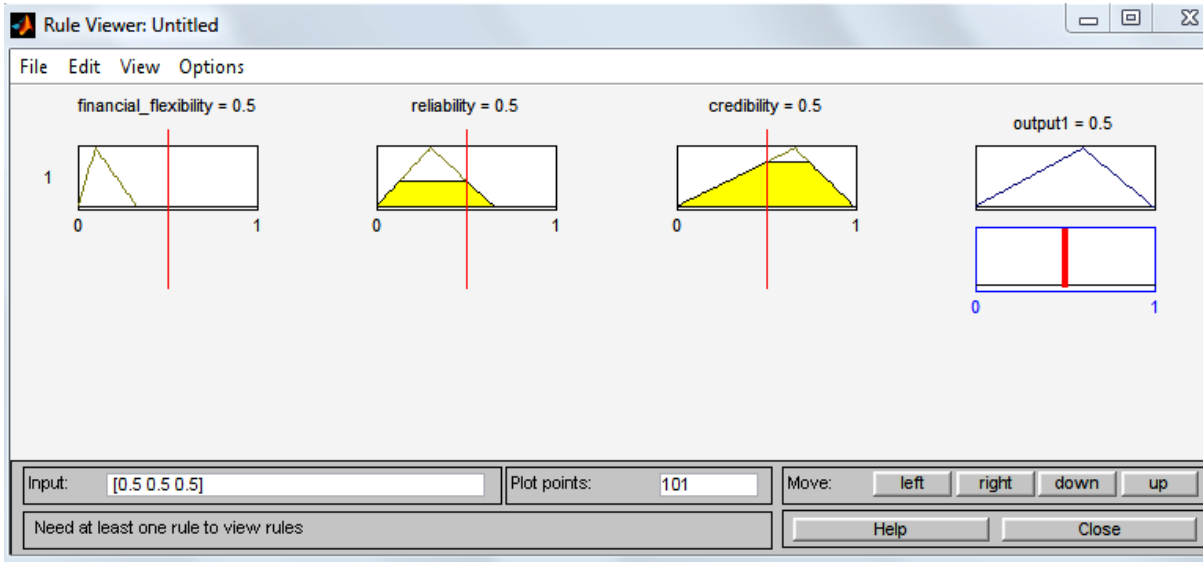 Rule Viewer: Untitled
File Edit View Options
financial_flexibility = 0.5 reliability = 0.5 credibility = 0.5 output1 = 0.5
1
0 1 0 1 0 1
0 1
Input: [0.5 0.5 0.5] Plot points: 101 Move: left right down up
Need at least one rule to view rules Help Close